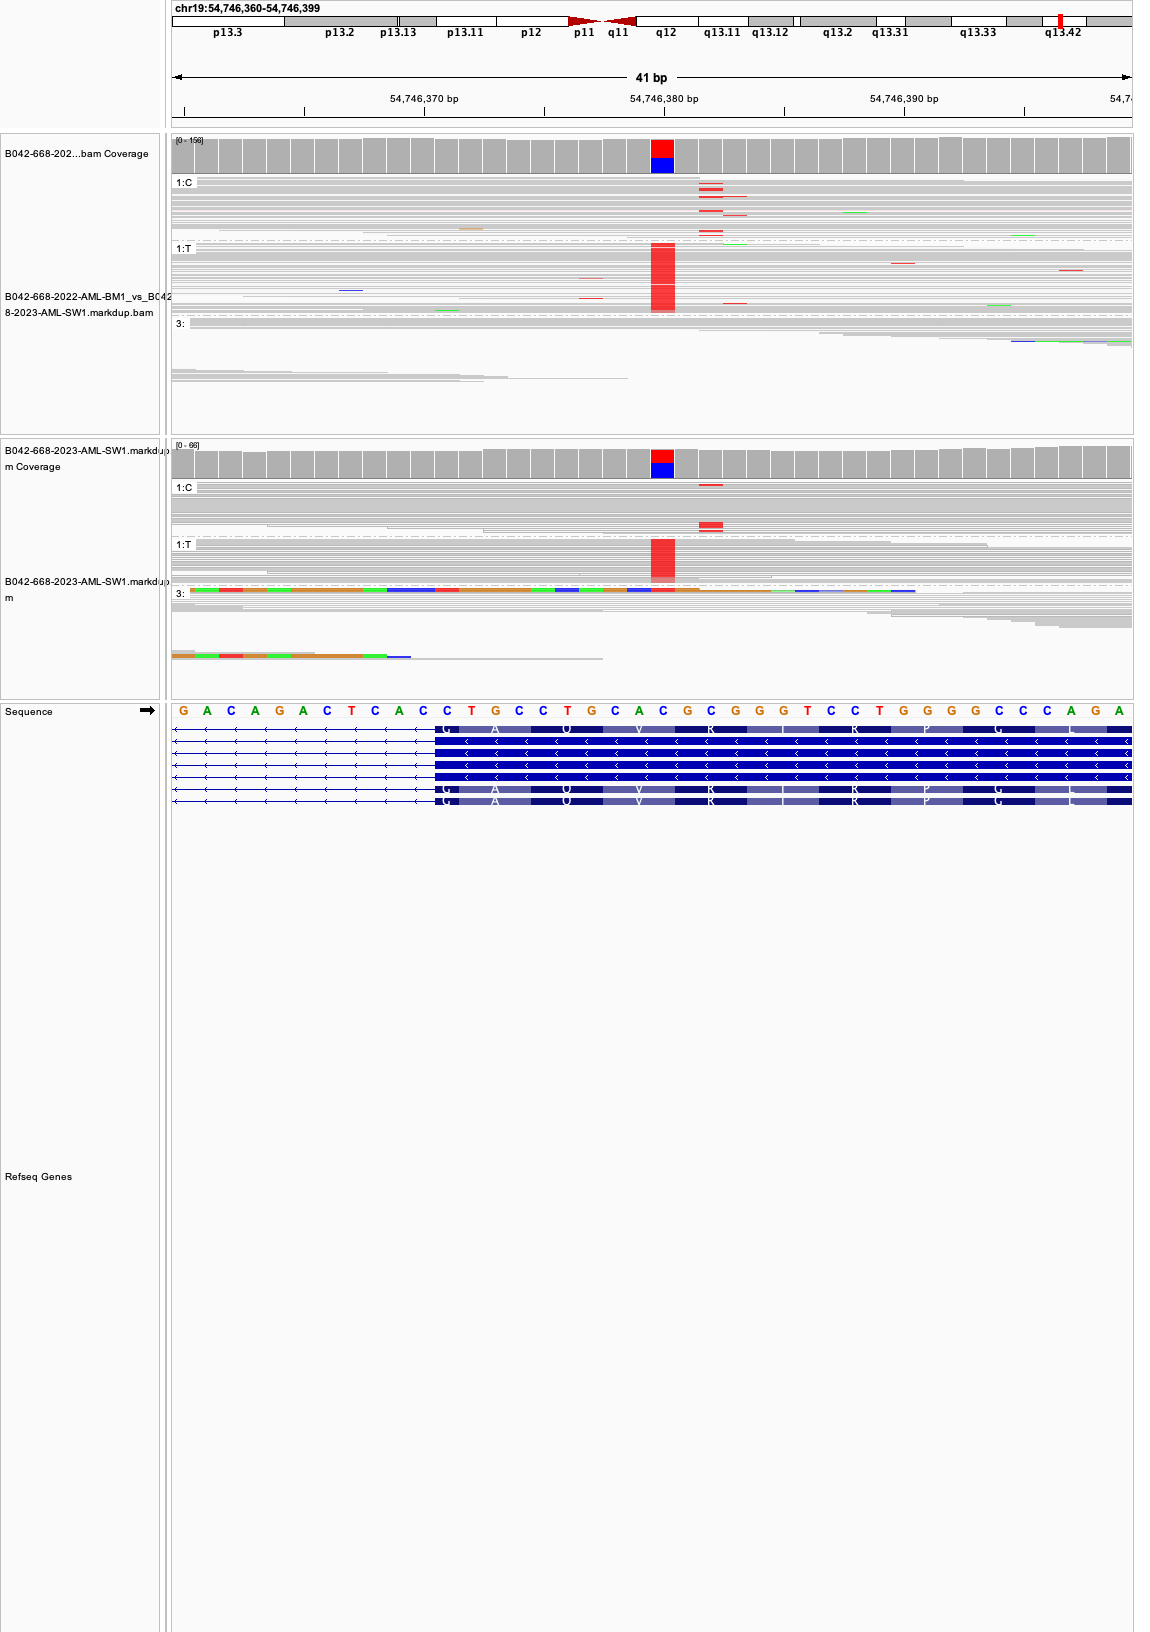 chr19:54,746,360-54,746,399
p13.3 p13.2 p13.13 p13.11 p12 p11 q11 q12 q13.11 q13.12 q13.2 q13.31 q13.33 q13.42
41 bp
54,746,370 bp 54,746,380 bp 54,746,390 bp 54,7
[0 - 156]
B042-668-202...bam Coverage
1:C
1:T
B042-668-2022-AML-BM1_vs_B042
8-2023-AML-SW1.markdup.bam
3:
[0 - 66]
B042-668-2023-AML-SW1.markdup
m Coverage
1:C
1:T
B042-668-2023-AML-SW1.markdup
m
3:
Sequence G A C A G A C T C A C C T G C C T G C A C G C G G G T C C T G G G G C C C A G A
G A Q V R T R P G L
G A Q V R T R P G L
G A Q V R T R P G L
Refseq Genes